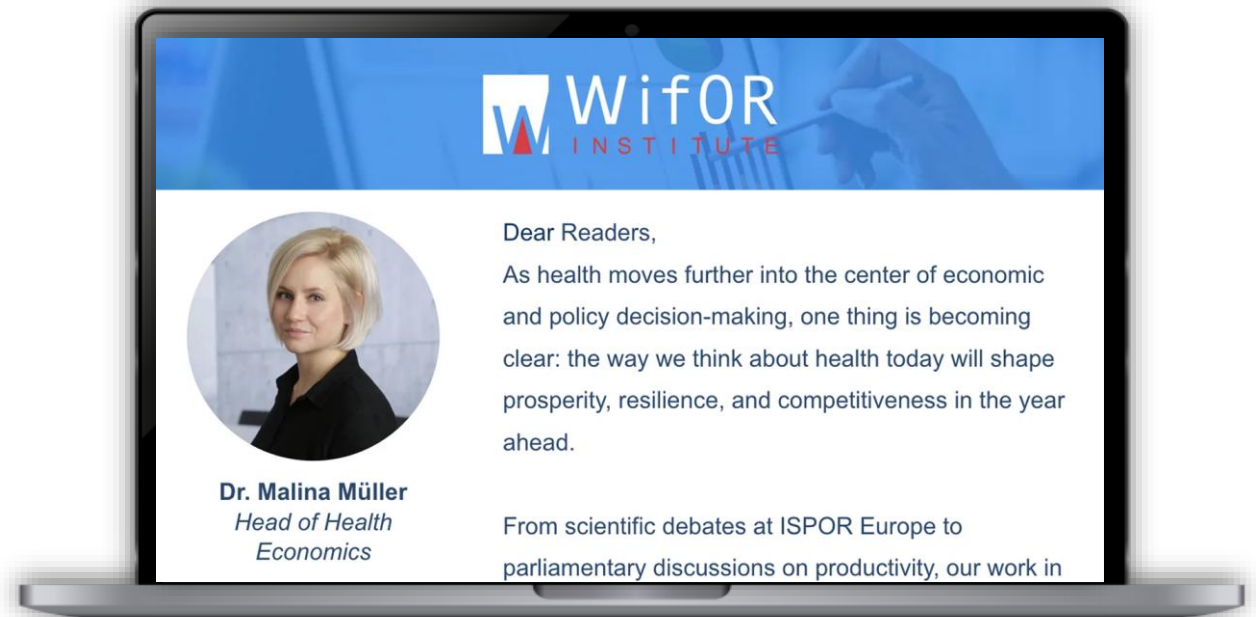 WifOR
INSTITUTE
Dear Readers,
As health moves further into the center of economic
and policy decision-making, one thing is becoming
clear: the way we think about health today will shape
prosperity, resilience, and competitiveness in the year
ahead.
Dr. Malina Müller
Head of Health
Economics
From scientific debates at ISPOR Europe to
parliamentary discussions on productivity, our work in